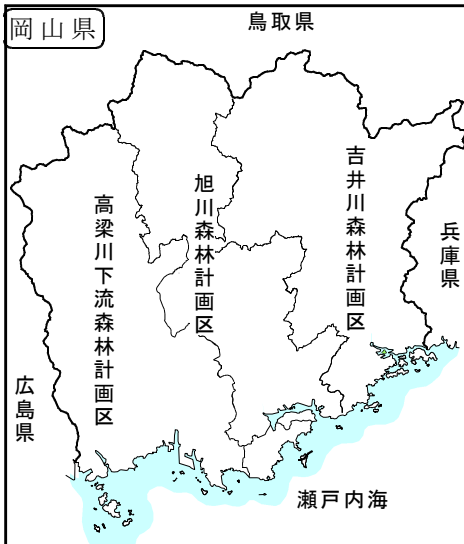 岡山県
鳥取県
吉井川森林計画区
旭川森林計画区
高梁川下流森林計画区
兵庫県
広島県
瀬戸内海